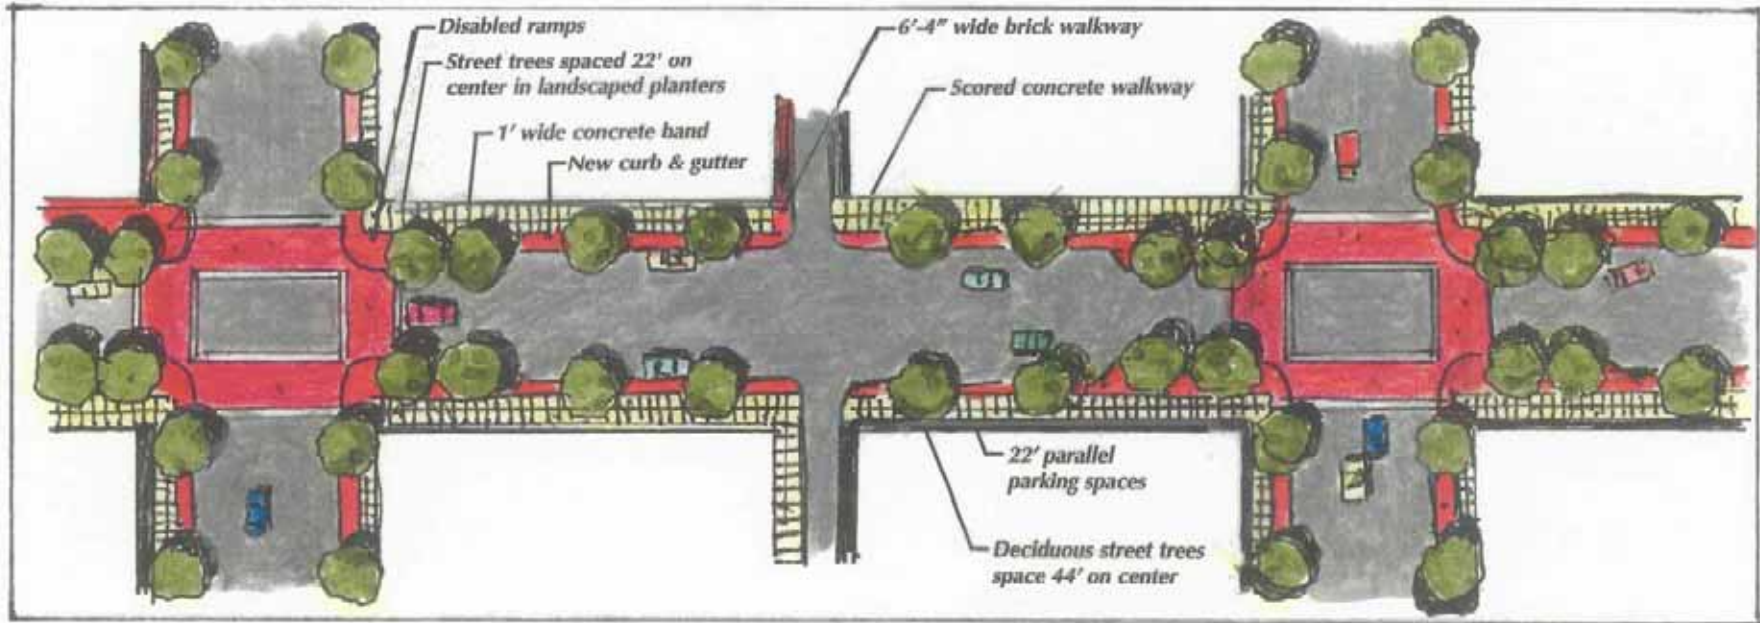 Disabled ramps
Street trees spaced 22' on
center in landscaped planters
1' wide concrete band
New curb & gutter
6'-4" wide brick walkway
Scored concrete walkway
22' parallel
parking spaces
Deciduous street trees
space 44' on center